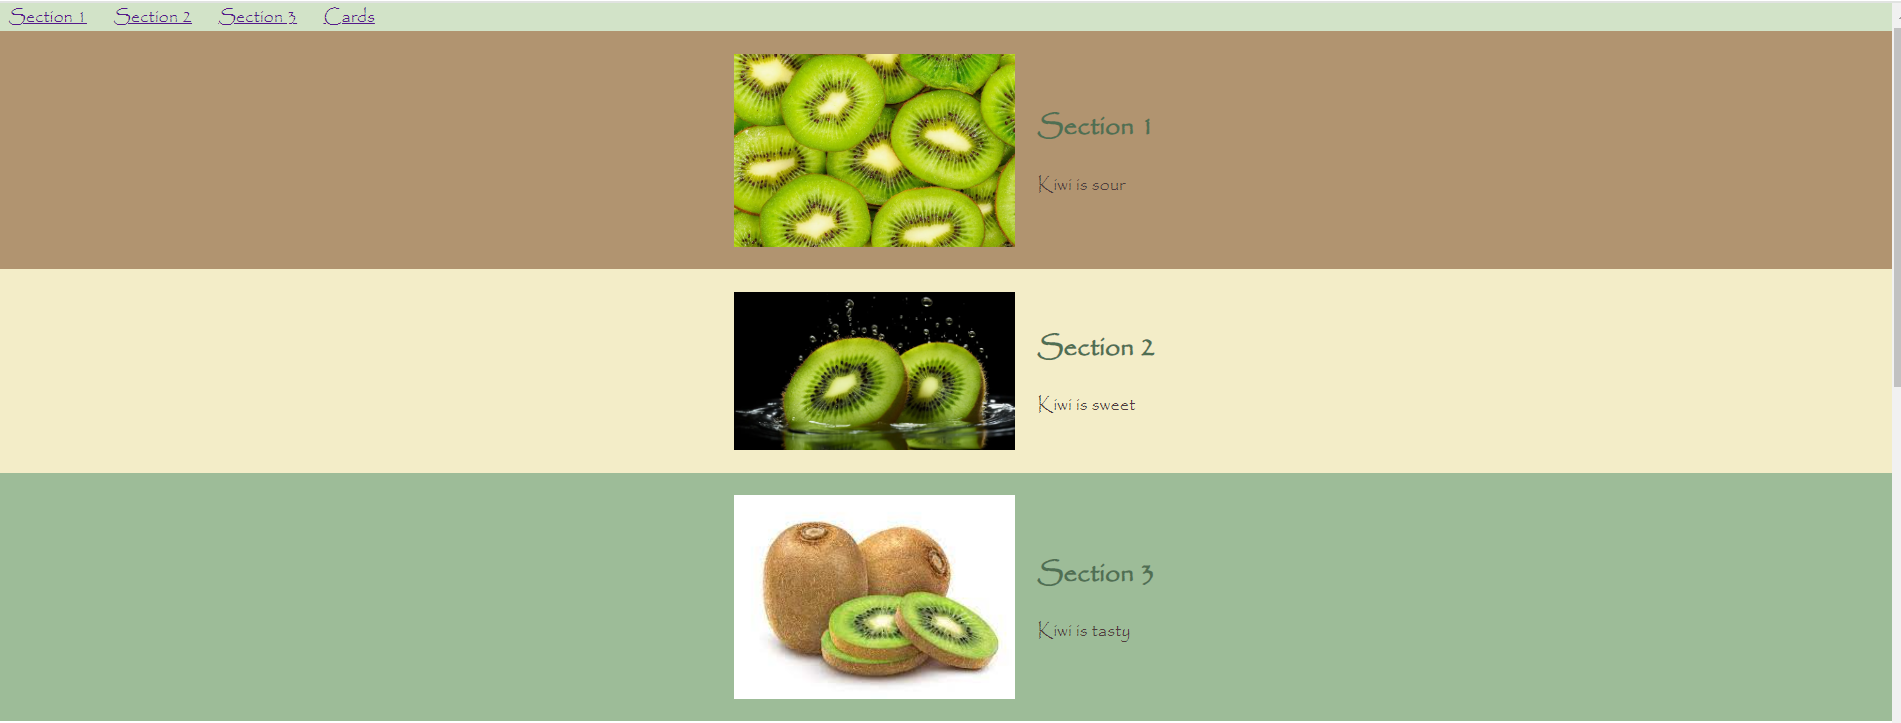 Section 1 Section 2 Section 3 Cards
Section 1
Kiwi is sour
Section 2
Kiwi is sweet
Section 3
Kiwi is tasty